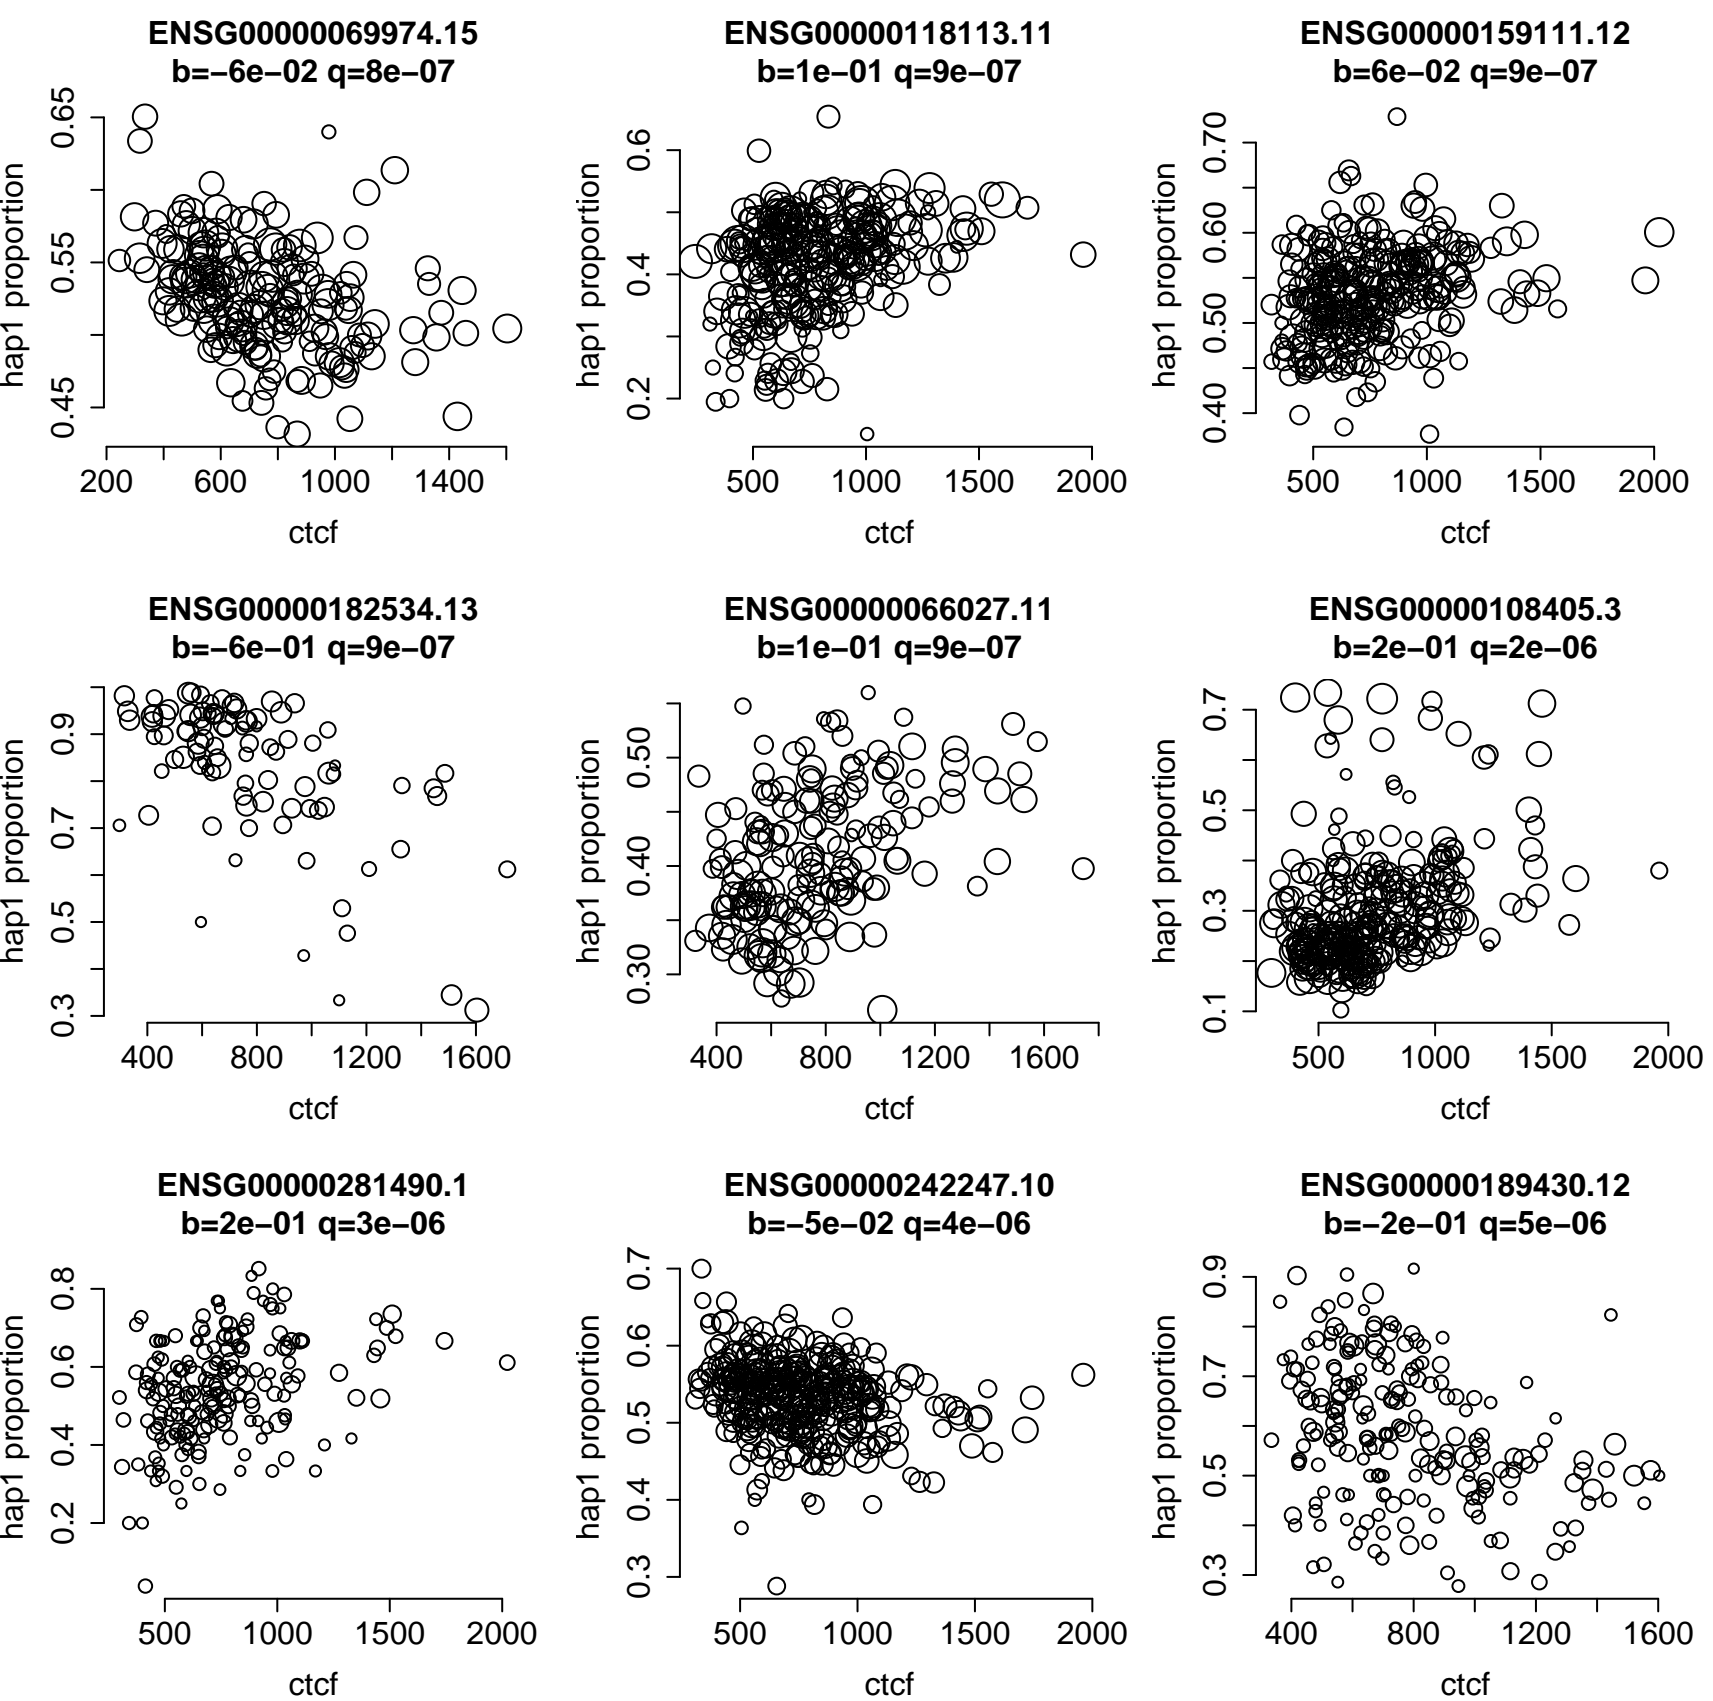 ENSG00000069974.15
b=−6e−02 q=8e−07
hap1 proportion
0.45 0.55 0.65
200 600 1000 1400
ctcf
ENSG00000118113.11
b=1e−01 q=9e−07
hap1 proportion
0.2 0.4 0.6
500 1000 1500 2000
ctcf
ENSG00000159111.12
b=6e−02 q=9e−07
hap1 proportion
0.40 0.50 0.60 0.70
500 1000 1500 2000
ctcf
ENSG00000182534.13
b=−6e−01 q=9e−07
hap1 proportion
0.3 0.5 0.7 0.9
400 800 1200 1600
ctcf
ENSG00000066027.11
b=1e−01 q=9e−07
hap1 proportion
0.30 0.40 0.50
400 800 1200 1600
ctcf
ENSG00000108405.3
b=2e−01 q=2e−06
hap1 proportion
0.1 0.3 0.5 0.7
500 1000 1500 2000
ctcf
ENSG00000281490.1
b=2e−01 q=3e−06
hap1 proportion
0.2 0.4 0.6 0.8
500 1000 1500 2000
ctcf
ENSG00000242247.10
b=−5e−02 q=4e−06
hap1 proportion
0.3 0.4 0.5 0.6 0.7
500 1000 1500 2000
ctcf
ENSG00000189430.12
b=−2e−01 q=5e−06
hap1 proportion
0.3 0.5 0.7 0.9
400 800 1200 1600
ctcf